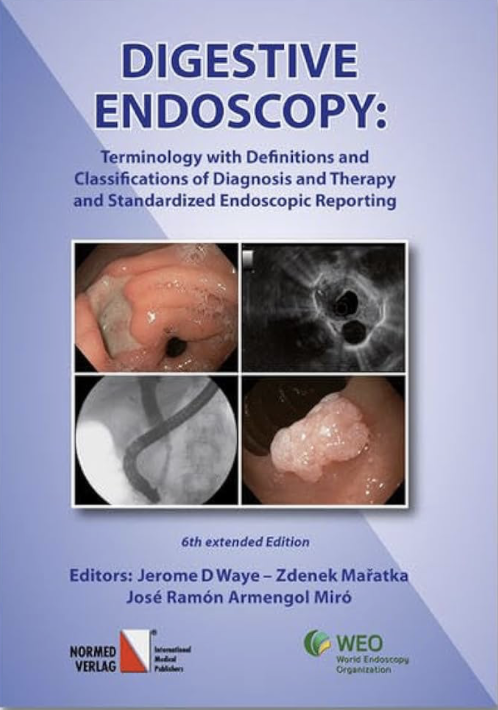 DIGESTIVE
ENDOSCOPY:
Terminology with Definitions and
Classifications of Diagnosis and Therapy
and Standardized Endoscopic Reporting
6th extended Edition
Editors: Jerome D Waye – Zdenek Mařatka
José Ramón Armengol Miró
NORMED
VERLAG
®
International
Medical
Publishers
WEO
World Endoscopy
Organization